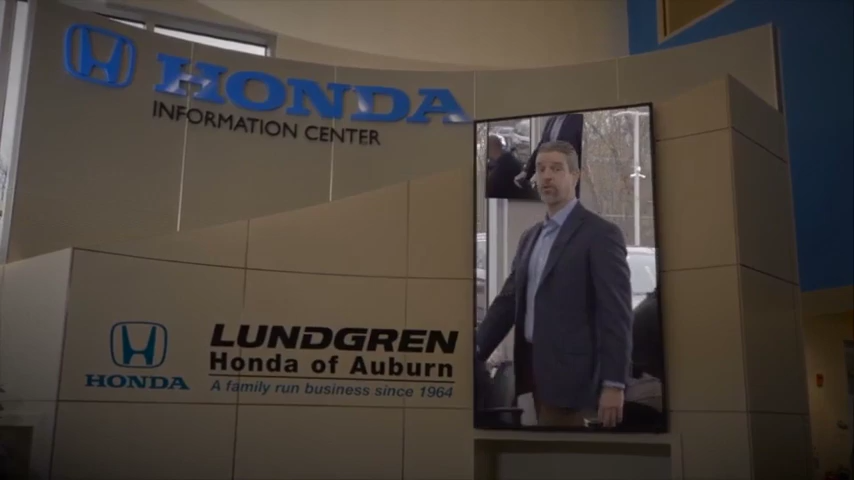 HONDA
INFORMATION CENTER
HONDA
LUNDGREN
Honda of Auburn
A family run business since 1964